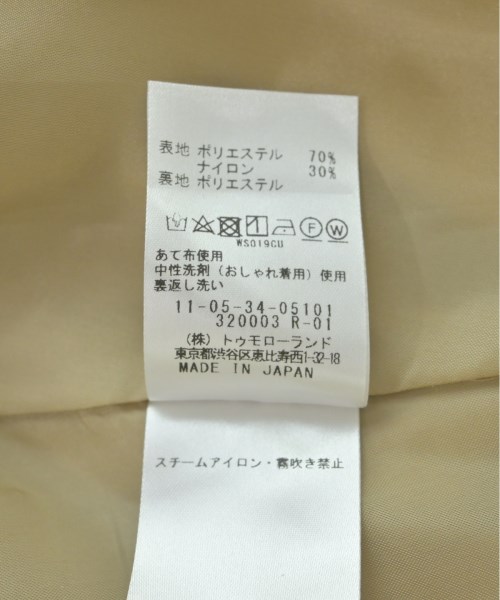 表地 ポリエステル 70%
ナイロン 30%
裏地 ポリエステル
F W
WS019CU
あて布使用
中性洗剤（おしゃれ着用）使用
裏返し洗い
11-05-34-05101
320003 R-01
（株）トゥモローランド
東京都渋谷区恵比寿西1-32-18
MADE IN JAPAN
スチームアイロン・霧吹き禁止